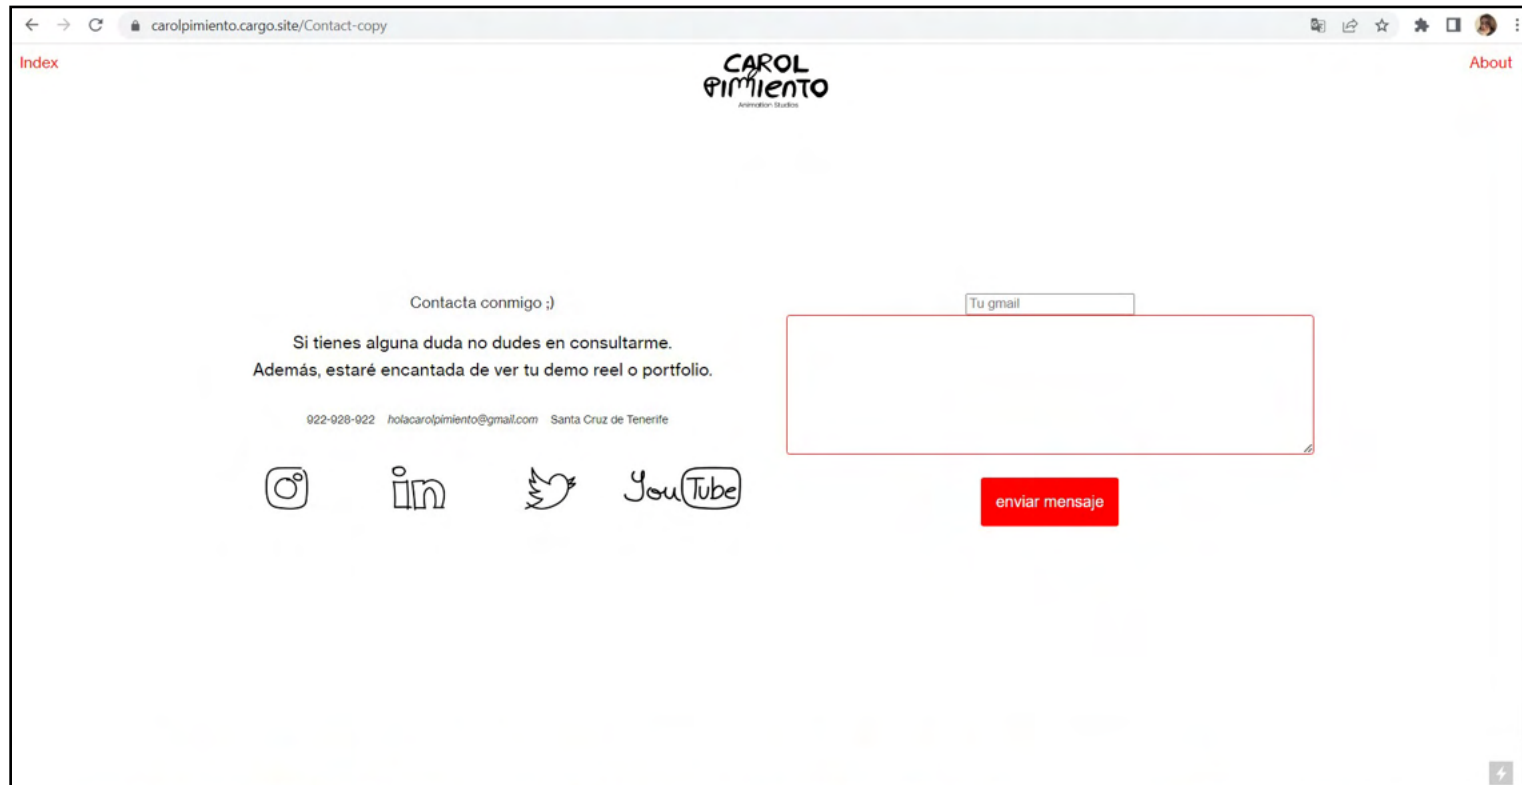 carolpimiento.cargo.site/Contact-copy
Index
CAROL
PIMIENTO
Animation Studios
About
Contacta conmigo ;)
Si tienes alguna duda no dudes en consultarme.
Además, estaré encantada de ver tu demo reel o portfolio.
922-928-922 holacarolpimiento@gmail.com Santa Cruz de Tenerife
in
YouTube
Tu gmail
enviar mensaje